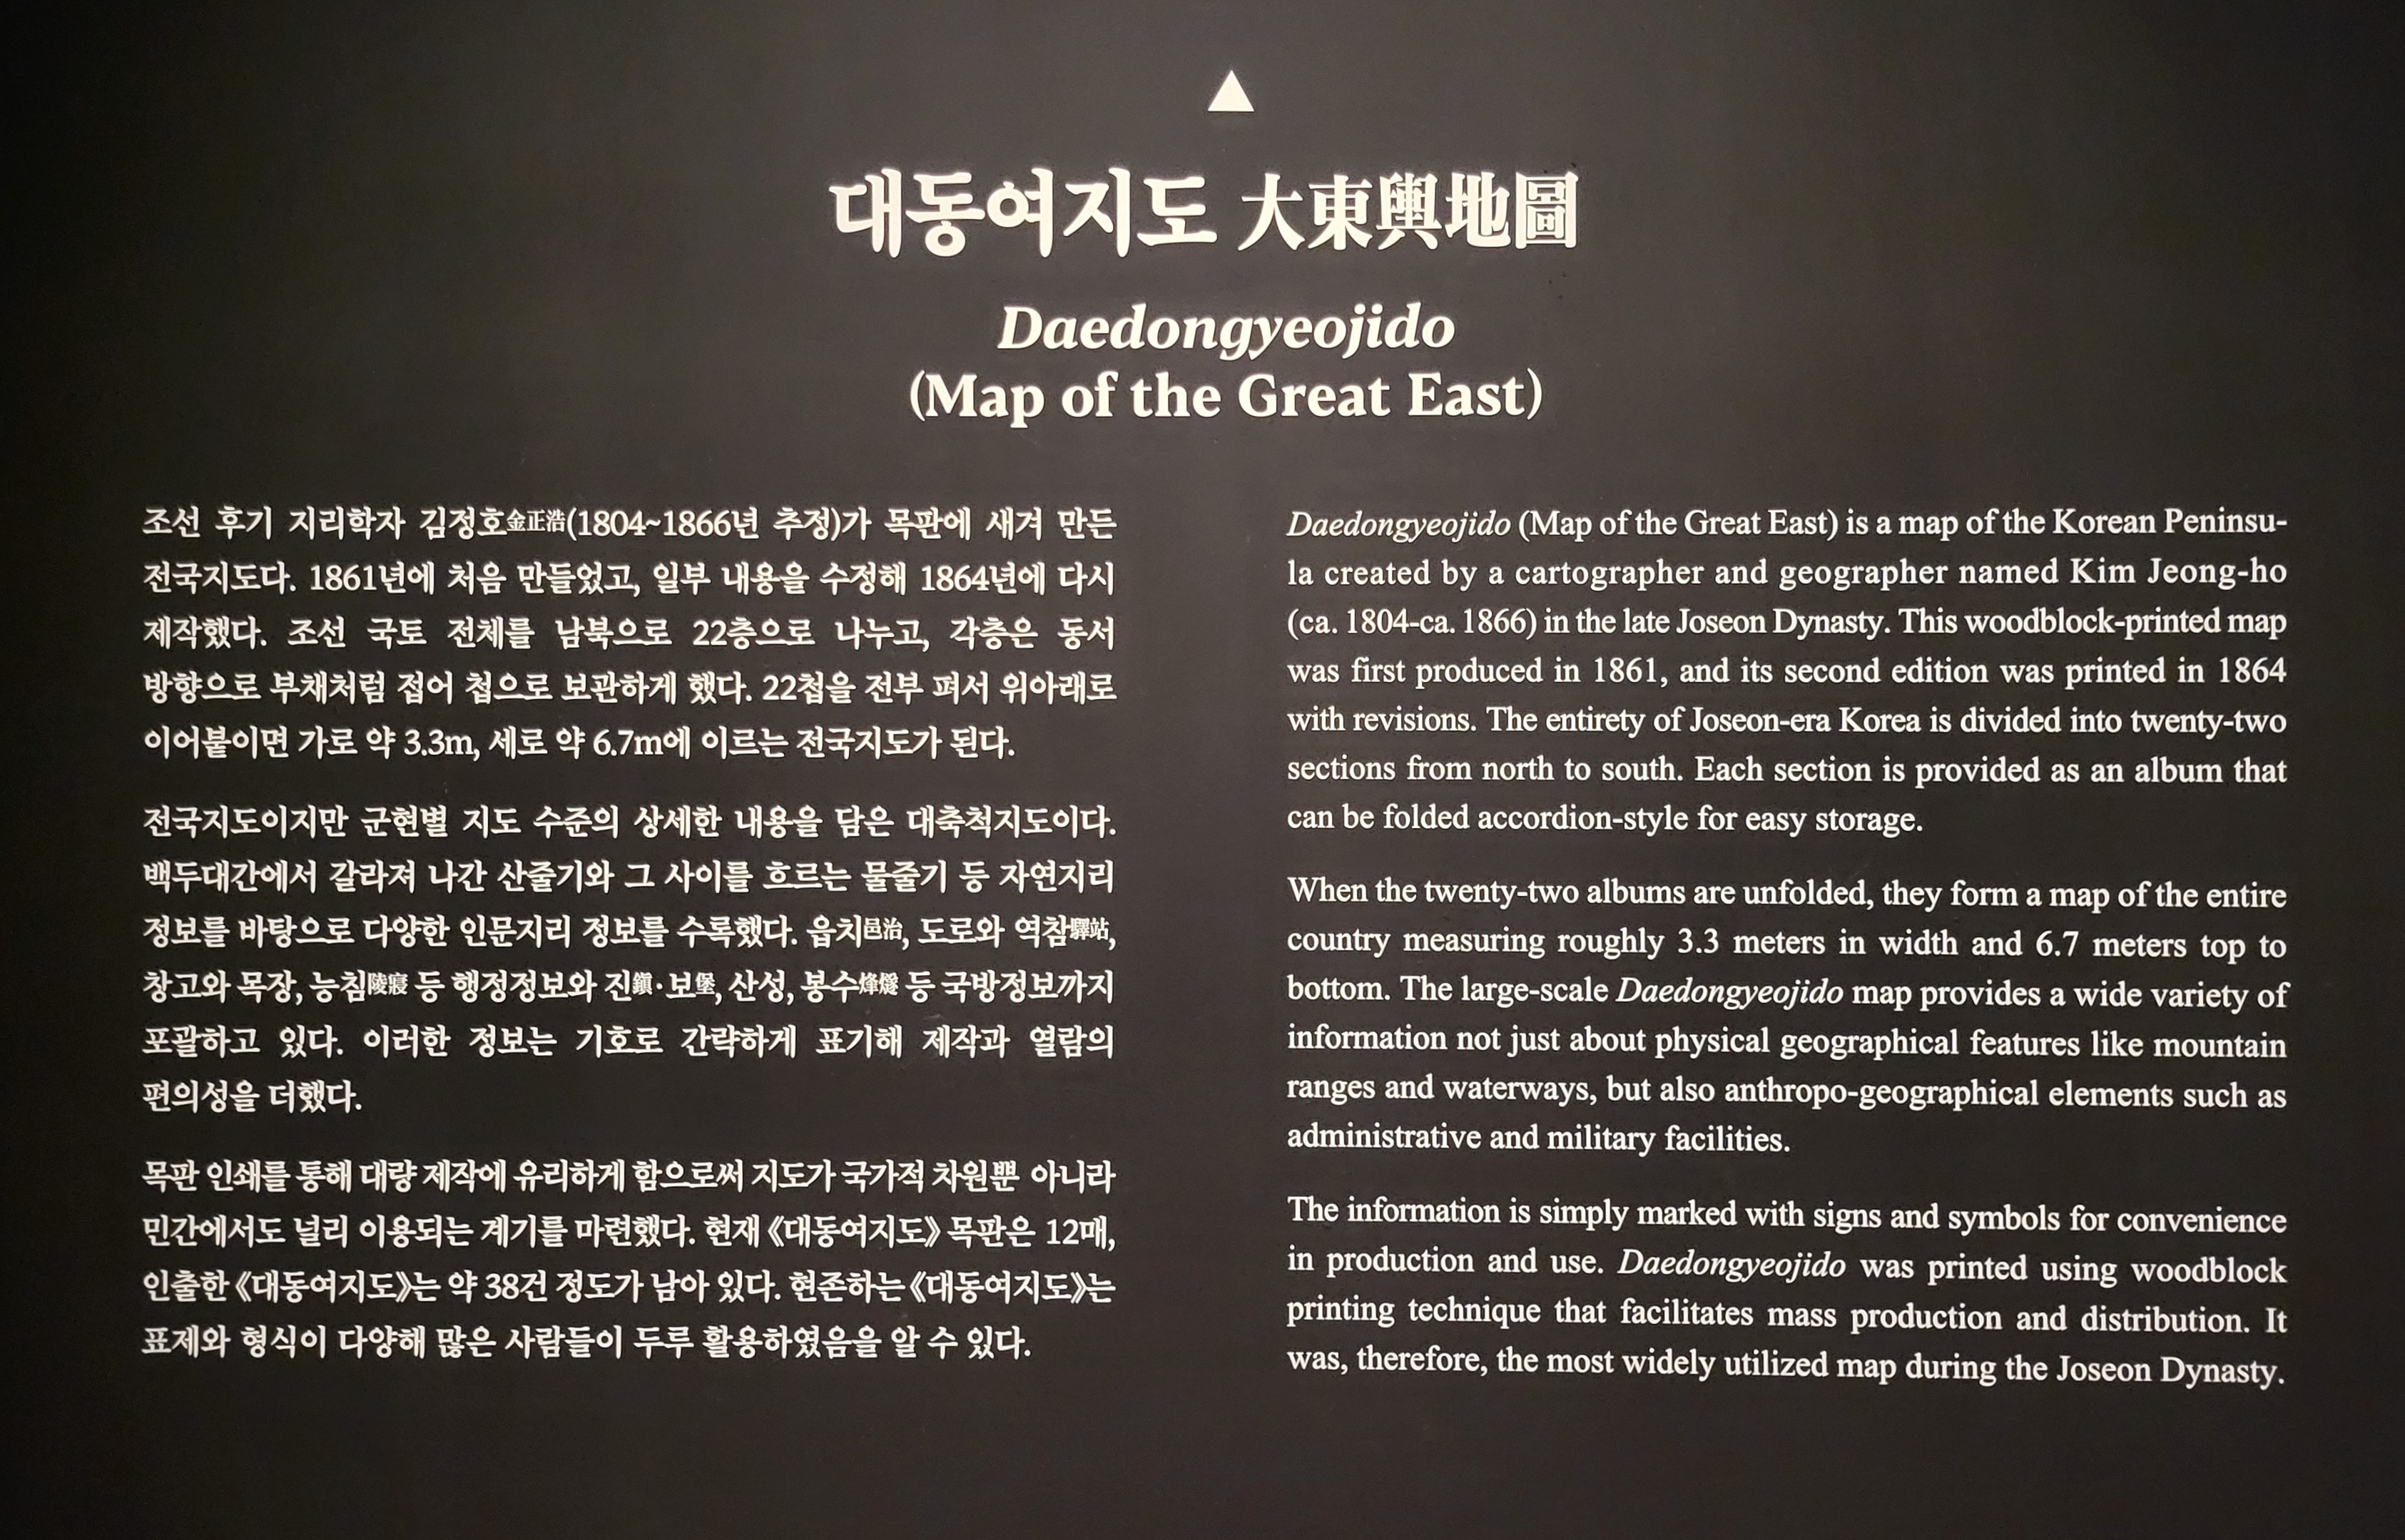 대동여지도 大東輿地圖
Daedongyeojido
(Map of the Great East)
조선 후기 지리학자 김정호金正浩(1804~1866년 추정)가 목판에 새겨 만든
전국지도다. 1861년에 처음 만들었고, 일부 내용을 수정해 1864년에 다시
제작했다. 조선 국토 전체를 남북으로 22층으로 나누고, 각층은 동서
방향으로 부채처럼 접어 첩으로 보관하게 했다. 22첩을 전부 펴서 위아래로
이어붙이면 가로 약 3.3m, 세로 약 6.7m에 이르는 전국지도가 된다.
전국지도이지만 군현별 지도 수준의 상세한 내용을 담은 대축척지도이다.
백두대간에서 갈라져 나간 산줄기와 그 사이를 흐르는 물줄기 등 자연지리
정보를 바탕으로 다양한 인문지리 정보를 수록했다. 읍치邑治, 도로와 역참驛站,
창고와 목장, 능침陵寢 등 행정정보와 진鎭·보堡, 산성, 봉수烽燧 등 국방정보까지
포괄하고 있다. 이러한 정보는 기호로 간략하게 표기해 제작과 열람의
편의성을 더했다.
목판 인쇄를 통해 대량 제작에 유리하게 함으로써 지도가 국가적 차원뿐 아니라
민간에서도 널리 이용되는 계기를 마련했다. 현재 《대동여지도》 목판은 12매,
인출한 《대동여지도》는 약 38건 정도가 남아 있다. 현존하는 《대동여지도》는
표제와 형식이 다양해 많은 사람들이 두루 활용하였음을 알 수 있다.
Daedongyeojido (Map of the Great East) is a map of the Korean Peninsu-
la created by a cartographer and geographer named Kim Jeong-ho
(ca. 1804-ca. 1866) in the late Joseon Dynasty. This woodblock-printed map
was first produced in 1861, and its second edition was printed in 1864
with revisions. The entirety of Joseon-era Korea is divided into twenty-two
sections from north to south. Each section is provided as an album that
can be folded accordion-style for easy storage.
When the twenty-two albums are unfolded, they form a map of the entire
country measuring roughly 3.3 meters in width and 6.7 meters top to
bottom. The large-scale Daedongyeojido map provides a wide variety of
information not just about physical geographical features like mountain
ranges and waterways, but also anthropo-geographical elements such as
administrative and military facilities.
The information is simply marked with signs and symbols for convenience
in production and use. Daedongyeojido was printed using woodblock
printing technique that facilitates mass production and distribution. It
was, therefore, the most widely utilized map during the Joseon Dynasty.